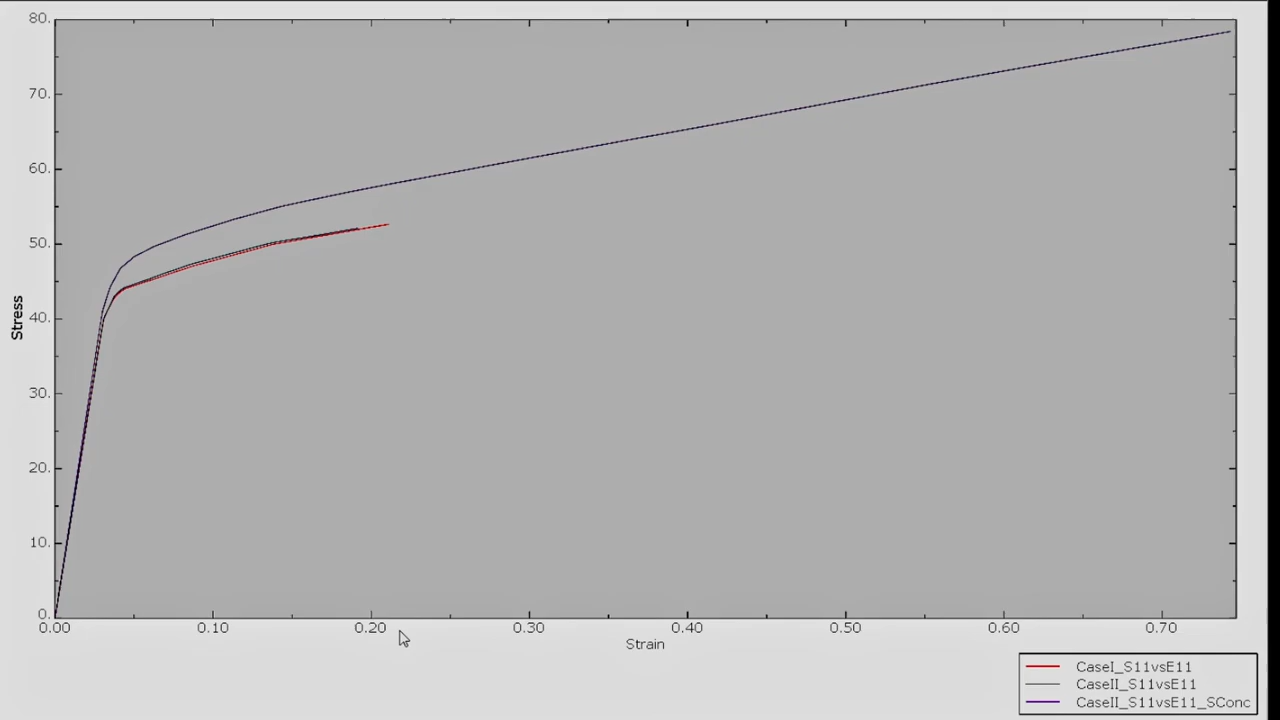 80.
70.
60.
50.
40.
30.
20.
10.
0.
Stress
0.00 0.10 0.20 0.30 0.40 0.50 0.60 0.70
Strain
CaseI_S11vsE11
CaseII_S11vsE11
CaseII_S11vsE11_SConc